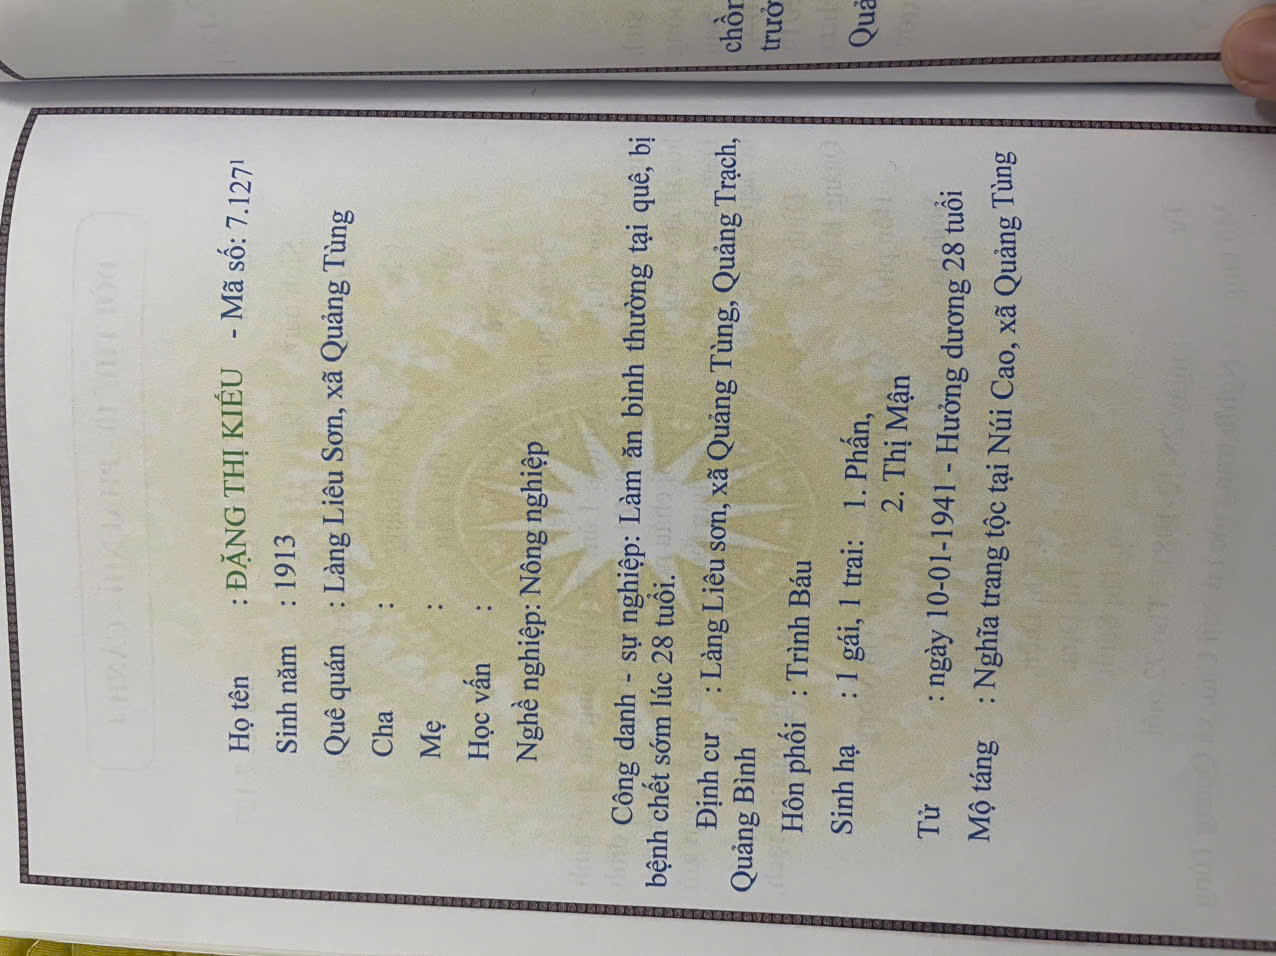 Họ tên : ĐẶNG THỊ KIỂU - Mã số: 7.127¹
Sinh năm : 1913
Quê quán : Làng Liêu Sơn, xã Quảng Tùng
Cha :
Mẹ :
Học vấn :
Nghề nghiệp: Nông nghiệp
Công danh - sự nghiệp: Làm ăn bình thường tại quê, bị
bệnh chết sớm lúc 28 tuổi.
Định cư : Làng Liêu sơn, xã Quảng Tùng, Quảng Trạch,
Quảng Bình
Hôn phối : Trình Báu
Sinh hạ : 1 gái, 1 trai: 1. Phấn,
2. Thị Mận
Tử : ngày 10-01-1941 - Hưởng dương 28 tuổi
Mộ táng : Nghĩa trang tộc tại Núi Cao, xã Quảng Tùng